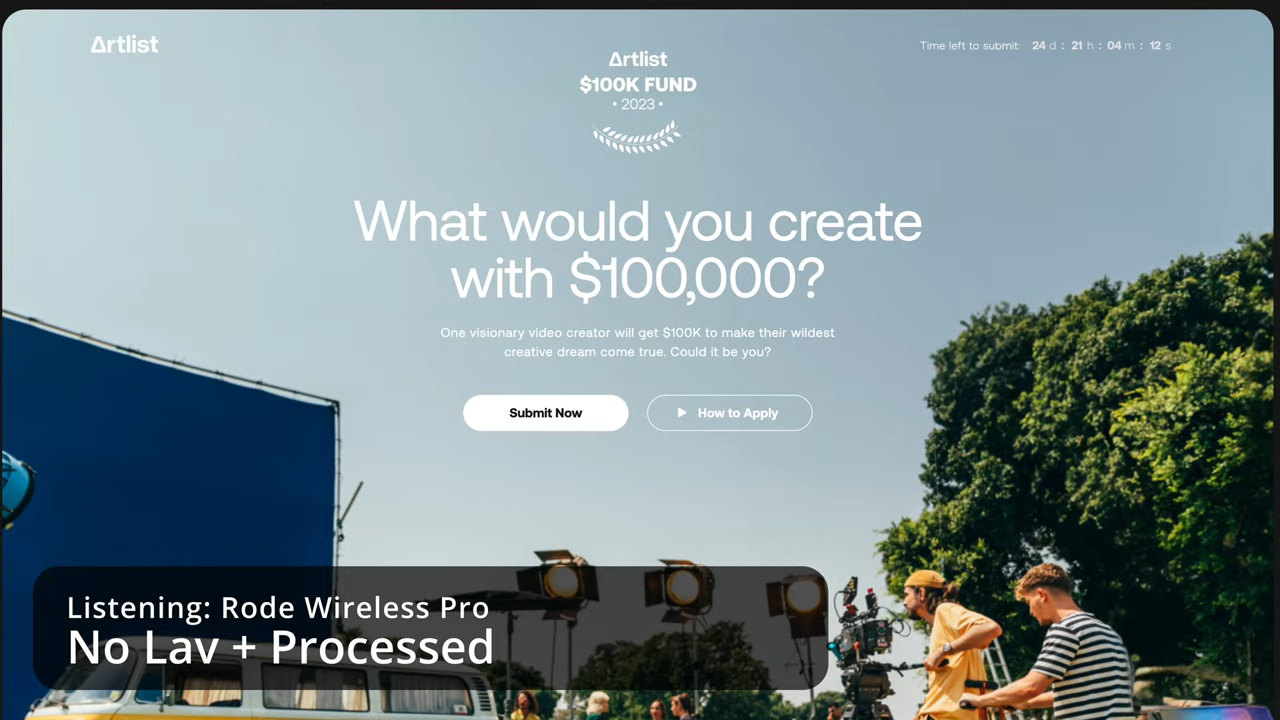 Artlist
Time left to submit: 24 d : 21 h : 04 m : 12 s
Artlist
$100K FUND
• 2023 •
What would you create
with $100,000?
One visionary video creator will get $100K to make their wildest
creative dream come true. Could it be you?
Submit Now
How to Apply
Listening: Rode Wireless Pro
No Lav + Processed